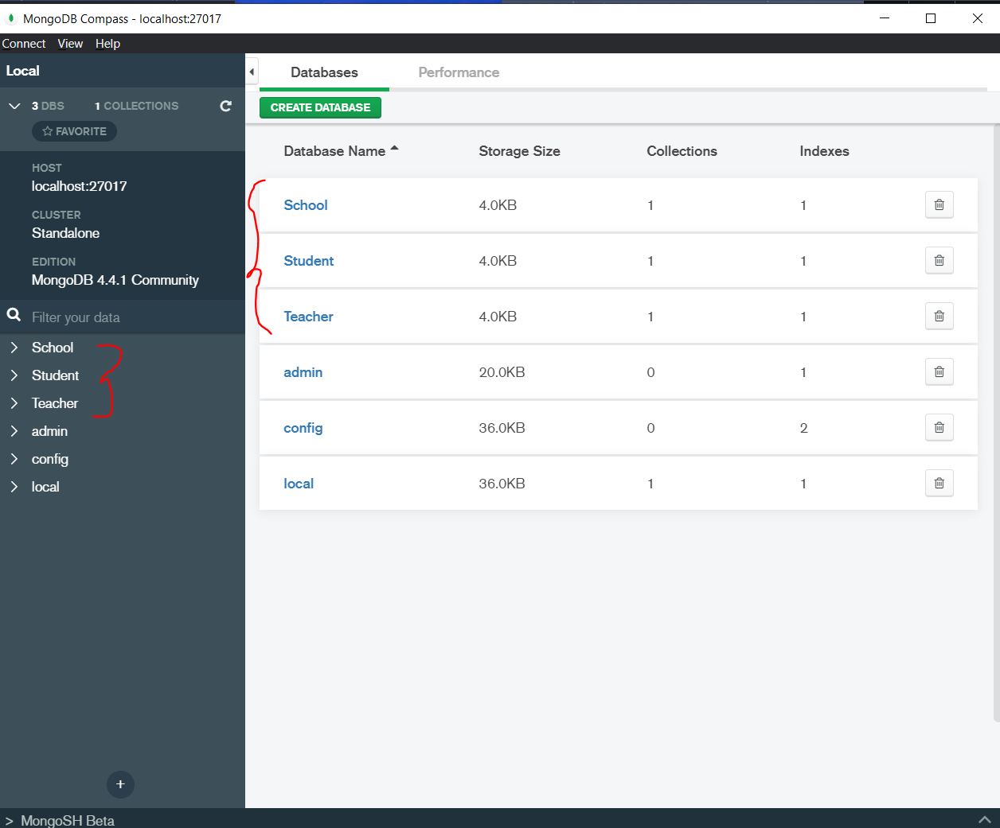 MongoDB Compass - localhost:27017
Connect View Help
Local
3 DBS 1 COLLECTIONS
FAVORITE
HOST
localhost:27017
CLUSTER
Standalone
EDITION
MongoDB 4.4.1 Community
Filter your data
School
Student
Teacher
admin
config
local
> MongoSH Beta
Databases Performance
CREATE DATABASE
Database Name Storage Size Collections Indexes
School 4.0KB 1 1
Student 4.0KB 1 1
Teacher 4.0KB 1 1
admin 20.0KB 0 1
config 36.0KB 0 2
local 36.0KB 1 1